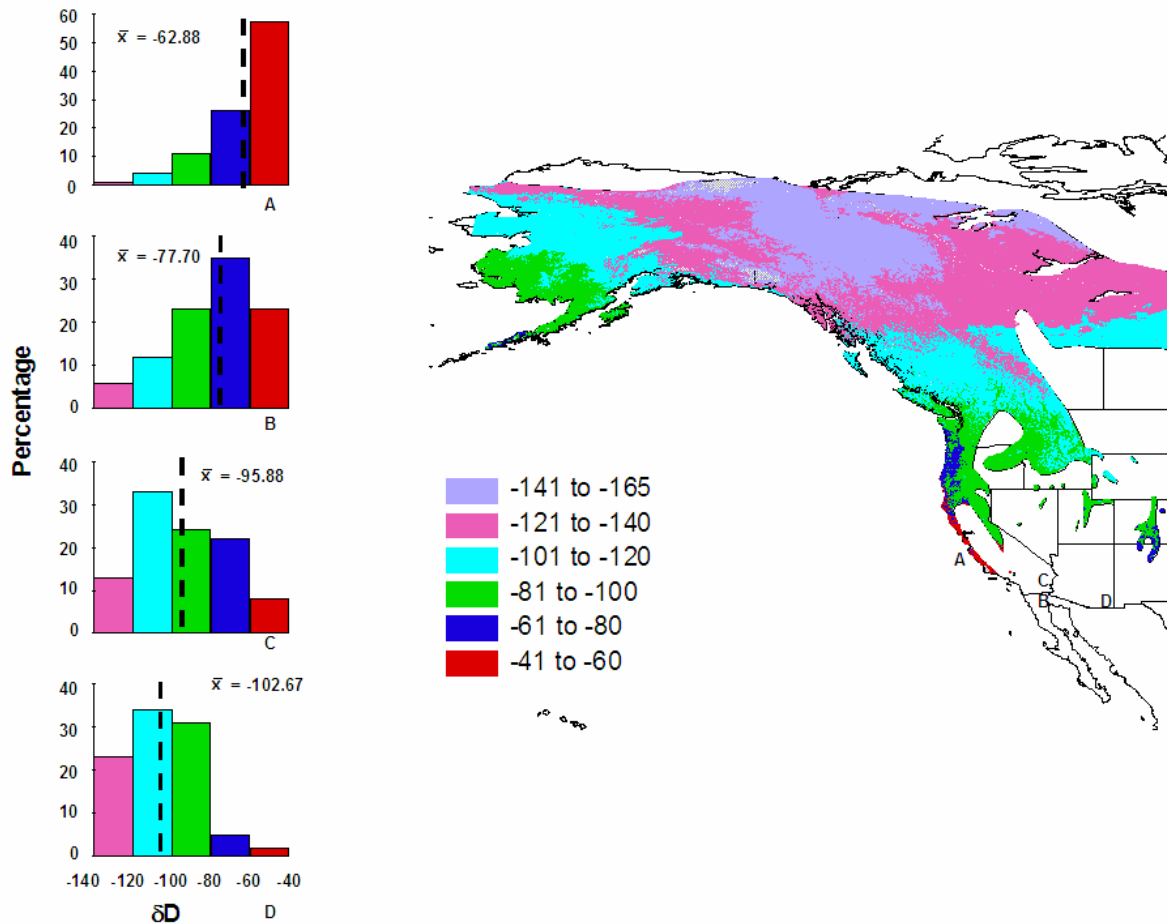 Percentage
60
50
40
30
20
10
0
x̄ = -62.88
A
40
30
20
10
0
x̄ = -77.70
B
40
30
20
10
0
x̄ = -95.88
C
40
30
20
10
0
x̄ = -102.67
-140 -120 -100 -80 -60 -40
δD
D
-141 to -165
-121 to -140
-101 to -120
-81 to -100
-61 to -80
-41 to -60
A
C
B
D